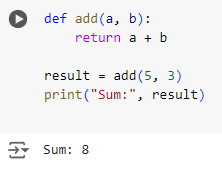 def add(a, b):
    return a + b

result = add(5, 3)
print("Sum:", result)
Sum: 8